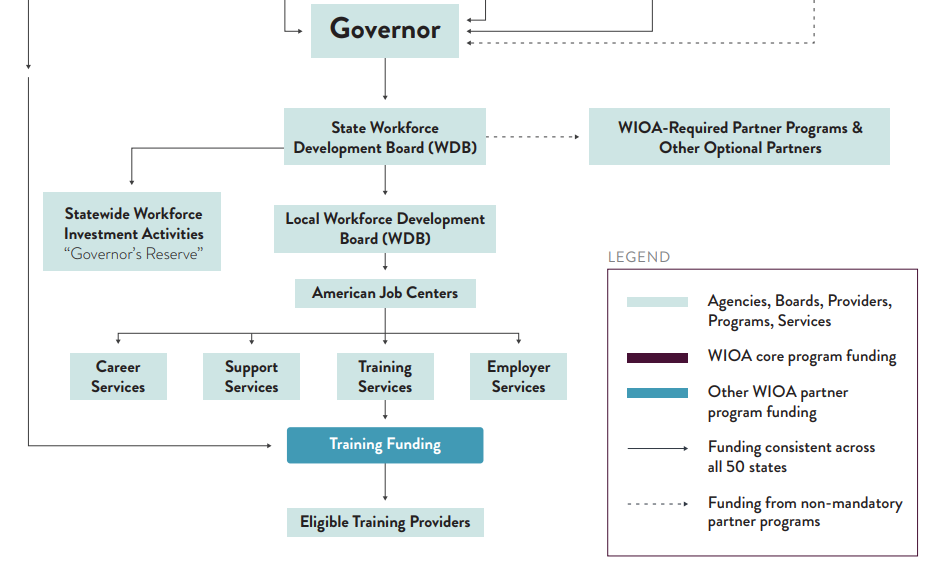 Governor
State Workforce
Development Board (WDB)
WIOA-Required Partner Programs &
Other Optional Partners
Statewide Workforce
Investment Activities
“Governor’s Reserve”
Local Workforce Development
Board (WDB)
American Job Centers
Career
Services
Support
Services
Training
Services
Employer
Services
Training Funding
Eligible Training Providers
LEGEND
Agencies, Boards, Providers,
Programs, Services
WIOA core program funding
Other WIOA partner
program funding
Funding consistent across
all 50 states
Funding from non-mandatory
partner programs